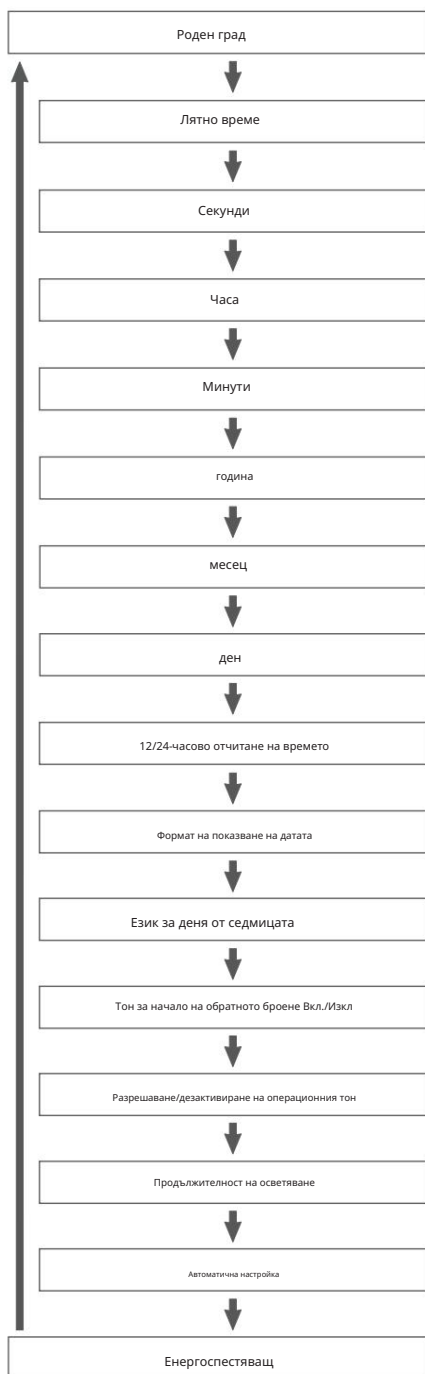 Роден град
Лятно време
Секунди
Часа
Минути
година
месец
ден
12/24-часово отчитане на времето
Формат на показване на датата
Език за деня от седмицата
Тон за начало на обратното броене Вкл./Изкл
Разрешаване/дезактивиране на операционния тон
Продължителност на осветяване
Автоматична настройка
Енергоспестяващ